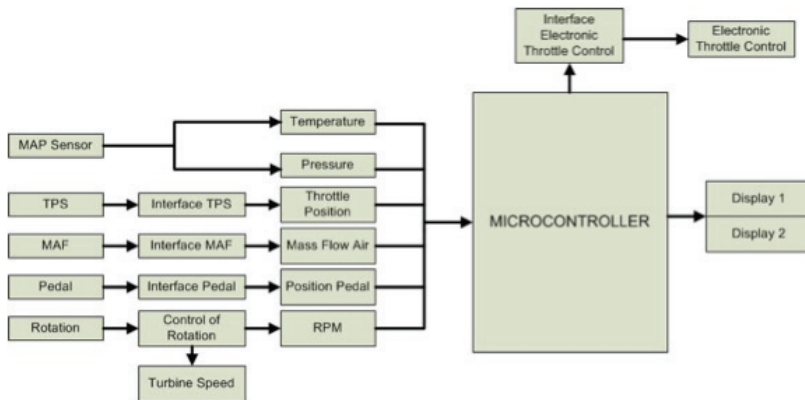 Interface
Electronic
Throttle Control
Electronic
Throttle Control
MAP Sensor
Temperature
Pressure
TPS
Interface TPS
Throttle
Position
MAF
Interface MAF
Mass Flow Air
Pedal
Interface Pedal
Position Pedal
Rotation
Control of
Rotation
RPM
Turbine Speed
MICROCONTROLLER
Display 1
Display 2